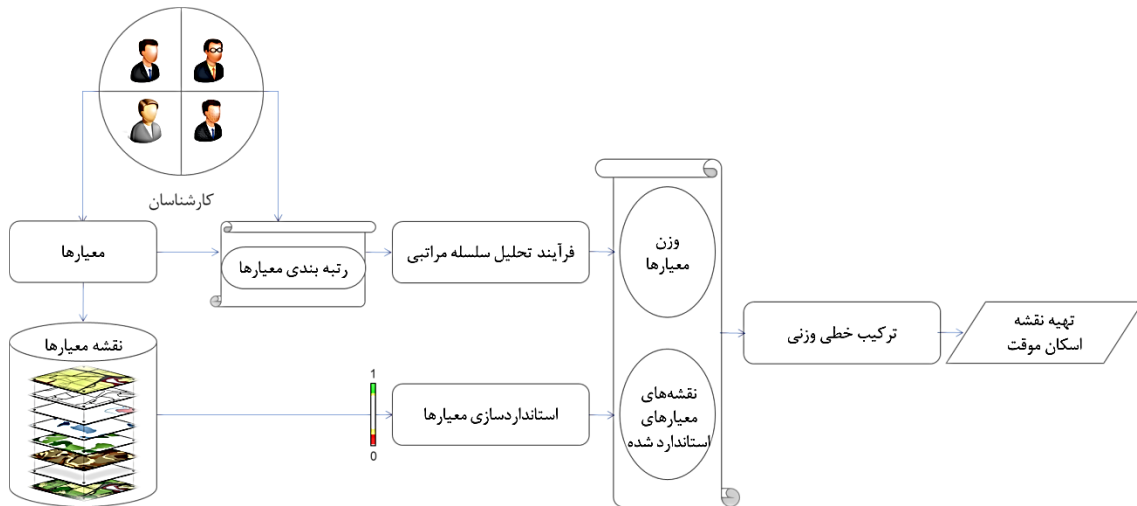 کارشناسان
معیارها
رتبه بندی معیارها
فرآیند تحلیل سلسله مراتبی
وزن
معیارها
نقشه معیارها
1
0
استانداردسازی معیارها
نقشه‌های
معیارهای
استاندارد شده
ترکیب خطی وزنی
تهیه نقشه
اسکان موقت